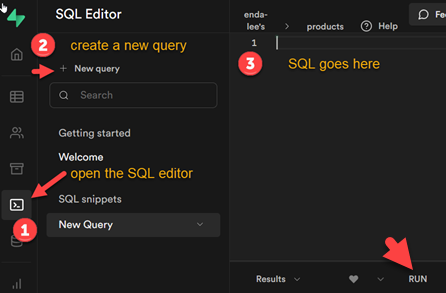 SQL Editor
enda-
lee's
>
products
Help
Fe
2
create a new query
+ New query
1
Search
3
SQL goes here
Getting started
Welcome
open the SQL editor
SQL snippets
1
New Query
Results
RUN